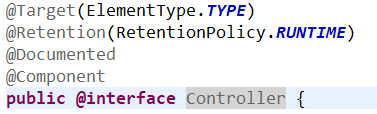 @Target(ElementType.TYPE)
@Retention(RetentionPolicy.RUNTIME)
@Documented
@Component
public @interface Controller {